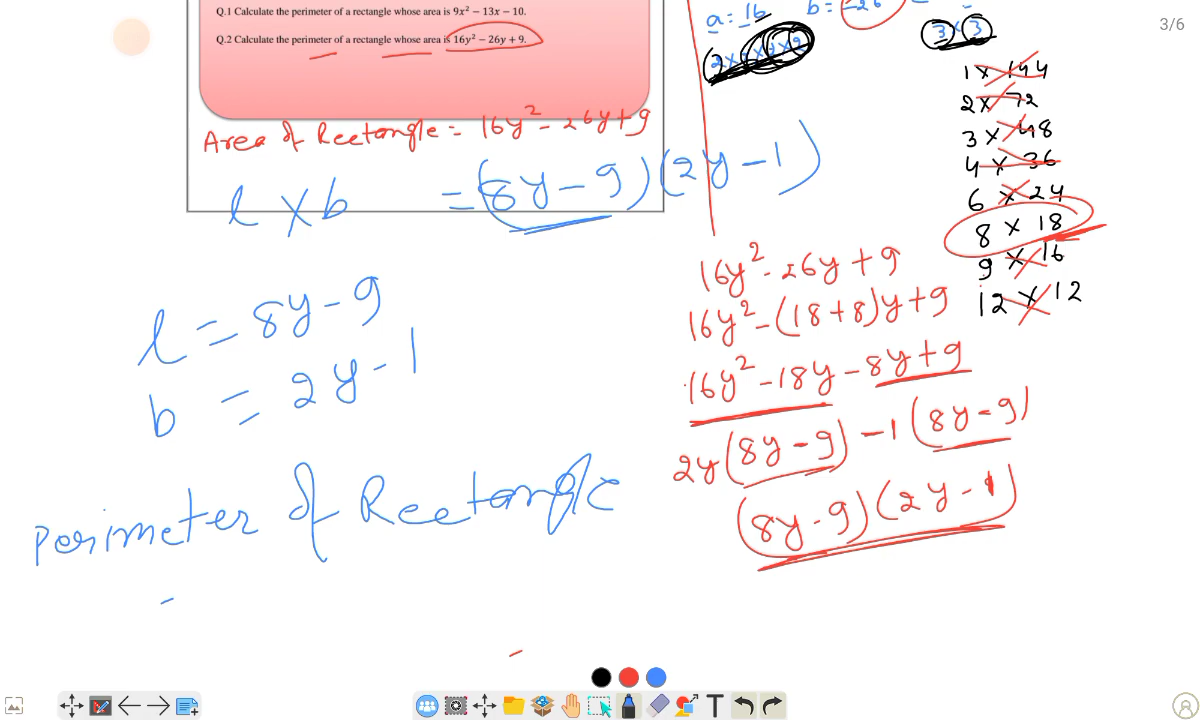 Q.1 Calculate the perimeter of a rectangle whose area is 9x² − 13x − 10.
Q.2 Calculate the perimeter of a rectangle whose area is 16y² − 26y + 9.
a = 16 b = -26
3 × 3
3/6
1 × 144
2 × 72
3 × 48
4 × 36
6 × 24
8 × 18
9 × 16
12 × 12
Area of Rectangle = 16y² - 26y + 9
l × b = (8y - 9)(2y - 1)
l = 8y - 9
b = 2y - 1
Perimeter of Rectangle
16y² - 26y + 9
16y² - (18+8)y + 9
16y² - 18y - 8y + 9
2y(8y - 9) - 1(8y - 9)
(8y - 9)(2y - 1)
T